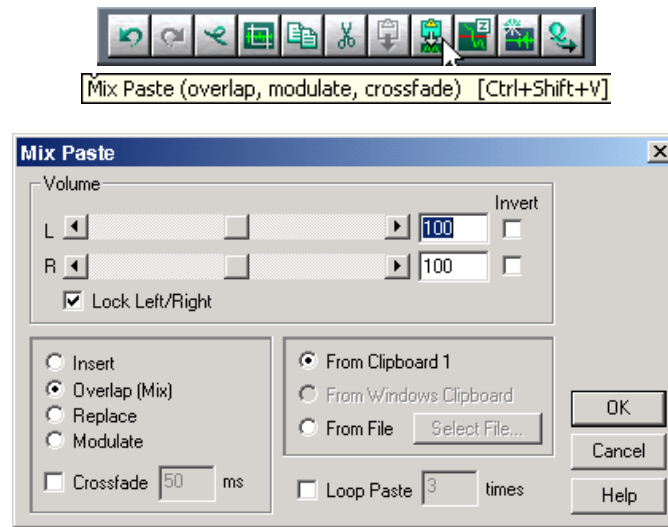 Mix Paste (overlap, modulate, crossfade) [Ctrl+Shift+V]
Mix Paste
Volume
Invert
L 100
R 100
Lock Left/Right
Insert
Overlap (Mix)
Replace
Modulate
Crossfade 50 ms
From Clipboard 1
From Windows Clipboard
From File Select File...
Loop Paste 3 times
OK
Cancel
Help